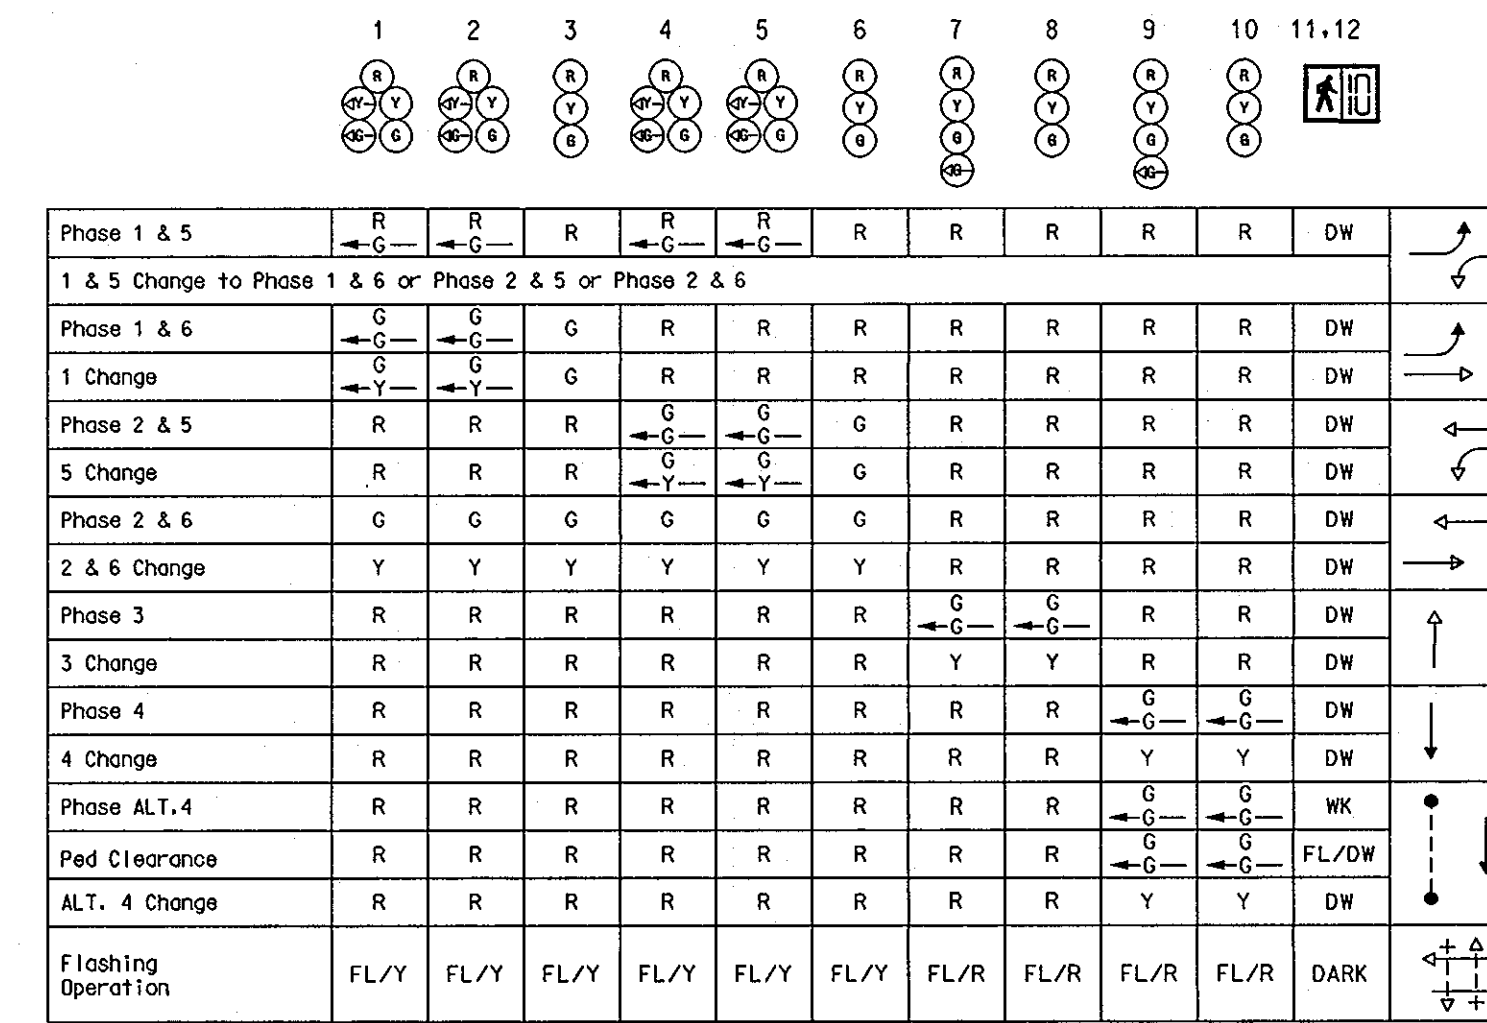 1 2 3 4 5 6 7 8 9 10 11,12
R R R R R R R R R R
◁Y- Y ◁Y- Y Y ◁Y- Y ◁Y- Y Y Y Y Y Y
◁G- G ◁G- G G ◁G- G ◁G- G G G G G G
◁G- ◁G-
Phase 1 & 5 R ←G— R ←G— R R ←G— R ←G— R R R R R DW
1 & 5 Change to Phase 1 & 6 or Phase 2 & 5 or Phase 2 & 6
Phase 1 & 6 G ←G— G ←G— G R R R R R R R DW
1 Change G ←Y— G ←Y— G R R R R R R R DW
Phase 2 & 5 R R R G ←G— G ←G— G R R R R DW
5 Change R R R G ←Y— G ←Y— G R R R R DW
Phase 2 & 6 G G G G G G R R R R DW
2 & 6 Change Y Y Y Y Y Y R R R R DW
Phase 3 R R R R R R G ←G— G ←G— R R DW
3 Change R R R R R R Y Y R R DW
Phase 4 R R R R R R R R G ←G— G ←G— DW
4 Change R R R R R R R R Y Y DW
Phase ALT.4 R R R R R R R R G ←G— G ←G— WK
Ped Clearance R R R R R R R R G ←G— G ←G— FL/DW
ALT. 4 Change R R R R R R R R Y Y DW
Flashing
Operation FL/Y FL/Y FL/Y FL/Y FL/Y FL/Y FL/R FL/R FL/R FL/R DARK